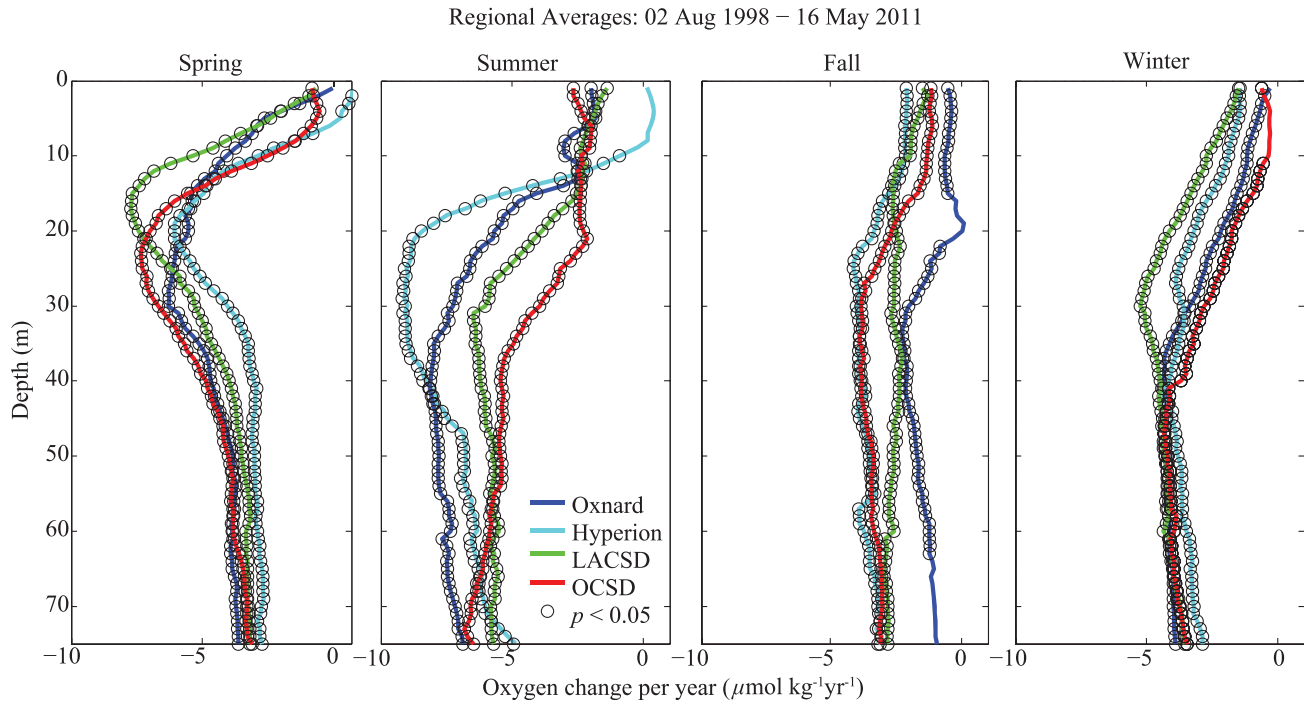 Regional Averages: 02 Aug 1998 − 16 May 2011
Spring Summer Fall Winter
0
10
20
30
40
50
60
70
Depth (m)
Oxnard
Hyperion
LACSD
OCSD
p < 0.05
−10 −5 0 −10 −5 0 −10 −5 0 −10 −5 0
Oxygen change per year (μmol kg⁻¹yr⁻¹)